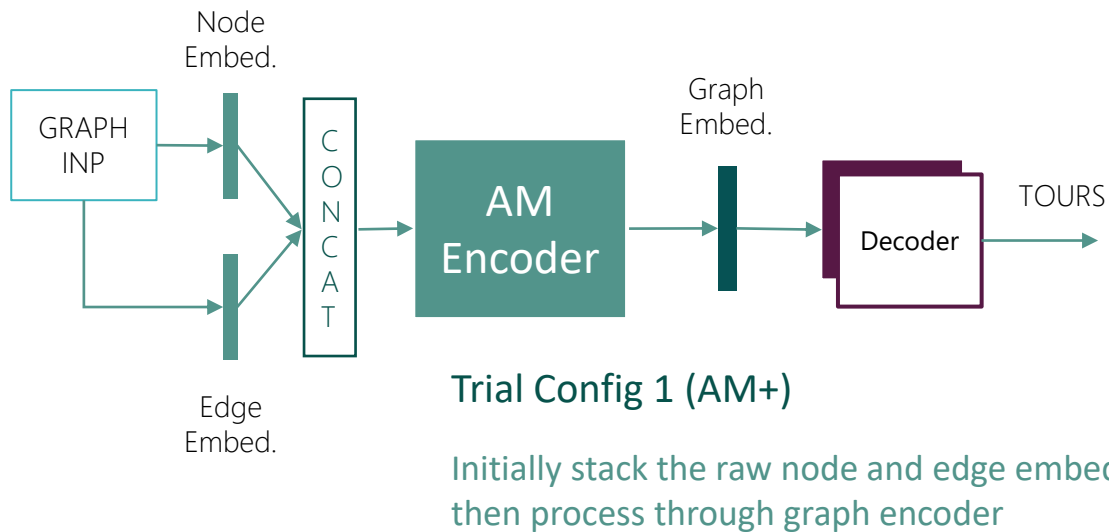 Node
Embed.
GRAPH
INP
CONCAT
AM
Encoder
Graph
Embed.
Decoder
TOURS
Edge
Embed.
Trial Config 1 (AM+)
Initially stack the raw node and edge embed
then process through graph encoder